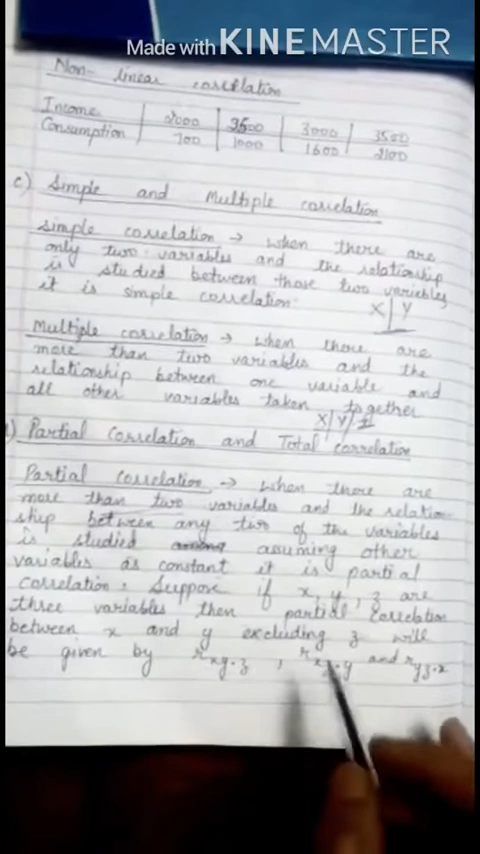 Made with KINEMASTER
Non-linear correlation
Income 2000 3500 3000 3500
Consumption 700 1000 1600 2100
c) Simple and Multiple correlation
Simple correlation → when there are
only two variables and the relationship
is studied between those two variables,
it is simple correlation.
X | Y
Multiple correlation → when there are
more than two variables and the
relationship between one variable and
all other variables taken together
X | Y | Z
) Partial Correlation and Total correlation
Partial correlation → when there are
more than two variables and the relation-
ship between any two of the variables
is studied assuming other
variables as constant it is partial
correlation. Suppose if x, y, z are
three variables then partial correlation
between x and y excluding z will
be given by r xy.z , r xz.y and r yz.x